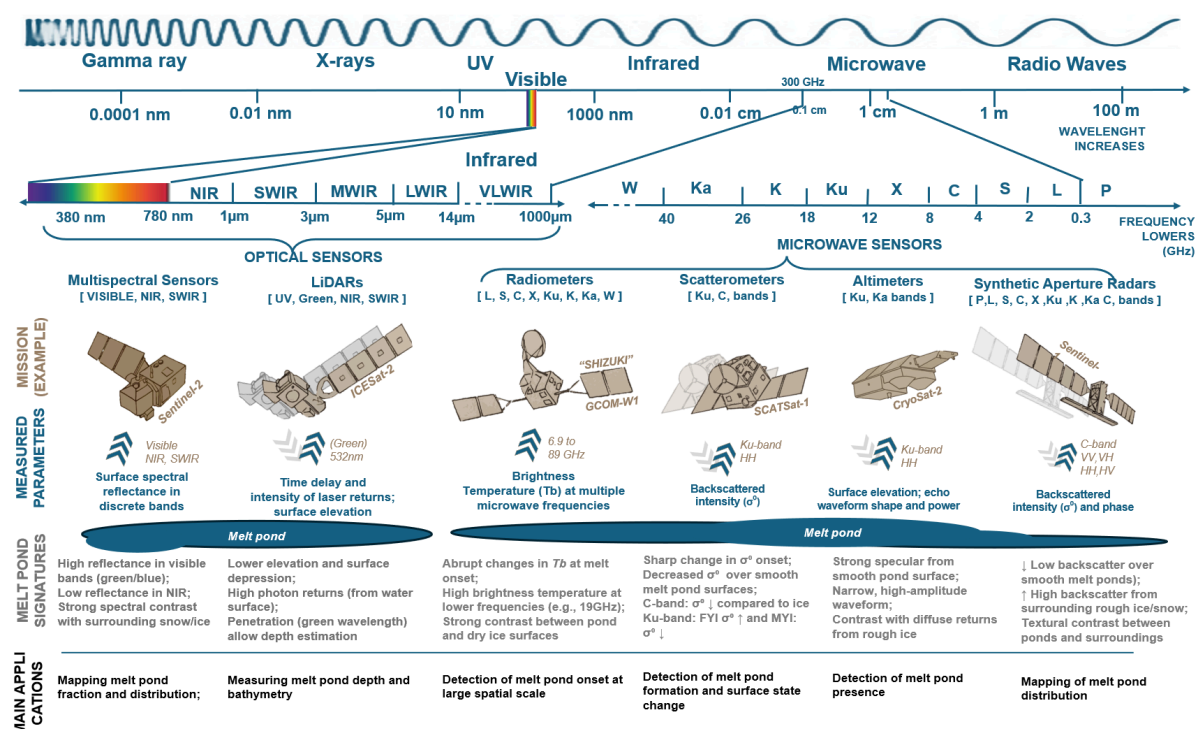 Gamma ray X-rays UV Infrared Microwave Radio Waves
Visible
300 GHz
0.0001 nm 0.01 nm 10 nm 1000 nm 0.01 cm 0.1 cm 1 cm 1 m 100 m
WAVELENGHT
INCREASES
Infrared
NIR SWIR MWIR LWIR VLWIR
380 nm 780 nm 1µm 3µm 5µm 14µm 1000µm
W Ka K Ku X C S L P
40 26 18 12 8 4 2 0.3
FREQUENCY
LOWERS
(GHz)
OPTICAL SENSORS
MICROWAVE SENSORS
Multispectral Sensors
[ VISIBLE, NIR, SWIR ]
LiDARs
[ UV, Green, NIR, SWIR ]
Radiometers
[ L, S, C, X, Ku, K, Ka, W ]
Scatterometers
[ Ku, C, bands ]
Altimeters
[ Ku, Ka bands ]
Synthetic Aperture Radars
[ P,L, S, C, X ,Ku ,K ,Ka C, bands ]
MISSION
(EXAMPLE)
Sentinel-2
ICESat-2
“SHIZUKI”
GCOM-W1
SCATSat-1
CryoSat-2
Sentinel-
1
MEASURED
PARAMETERS
Visible
NIR, SWIR
(Green)
532nm
6.9 to
89 GHz
Ku-band
HH
Ku-band
HH
C-band
VV,VH
HH,HV
Surface spectral
reflectance in
discrete bands
Time delay and
intensity of laser returns;
surface elevation
Brightness
Temperature (Tb) at multiple
microwave frequencies
Backscattered
intensity (σ⁰)
Surface elevation; echo
waveform shape and power
Backscattered
intensity (σ⁰) and phase
Melt pond
Melt pond
MELT POND
SIGNATURES
High reflectance in visible
bands (green/blue);
Low reflectance in NIR;
Strong spectral contrast
with surrounding snow/ice
Lower elevation and surface
depression;
High photon returns (from water
surface);
Penetration (green wavelength)
allow depth estimation
Abrupt changes in Tb at melt
onset;
High brightness temperature at
lower frequencies (e.g., 19GHz);
Strong contrast between pond
and dry ice surfaces
Sharp change in σ⁰ onset;
Decreased σ⁰ over smooth
melt pond surfaces;
C-band: σ⁰ ↓ compared to ice
Ku-band: FYI σ⁰ ↑ and MYI:
σ⁰ ↓
Strong specular from
smooth pond surface;
Narrow, high-amplitude
waveform;
Contrast with diffuse returns
from rough ice
↓ Low backscatter over
smooth melt ponds);
↑ High backscatter from
surrounding rough ice/snow;
Textural contrast between
ponds and surroundings
MAIN APPLI
CATIONS
Mapping melt pond
fraction and distribution;
Measuring melt pond depth and
bathymetry
Detection of melt pond onset at
large spatial scale
Detection of melt pond
formation and surface state
change
Detection of melt pond
presence
Mapping of melt pond
distribution